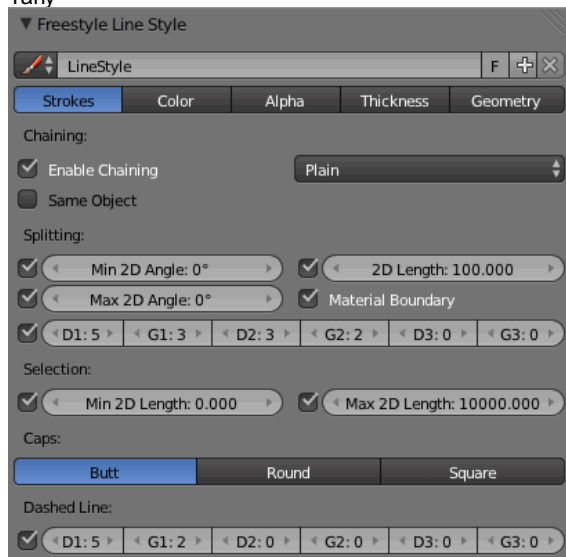 Freestyle Line Style
LineStyle F
Strokes Color Alpha Thickness Geometry
Chaining:
Enable Chaining Plain
Same Object
Splitting:
Min 2D Angle: 0° 2D Length: 100.000
Max 2D Angle: 0° Material Boundary
D1: 5 G1: 3 D2: 3 G2: 2 D3: 0 G3: 0
Selection:
Min 2D Length: 0.000 Max 2D Length: 10000.000
Caps:
Butt Round Square
Dashed Line:
D1: 5 G1: 2 D2: 0 G2: 0 D3: 0 G3: 0